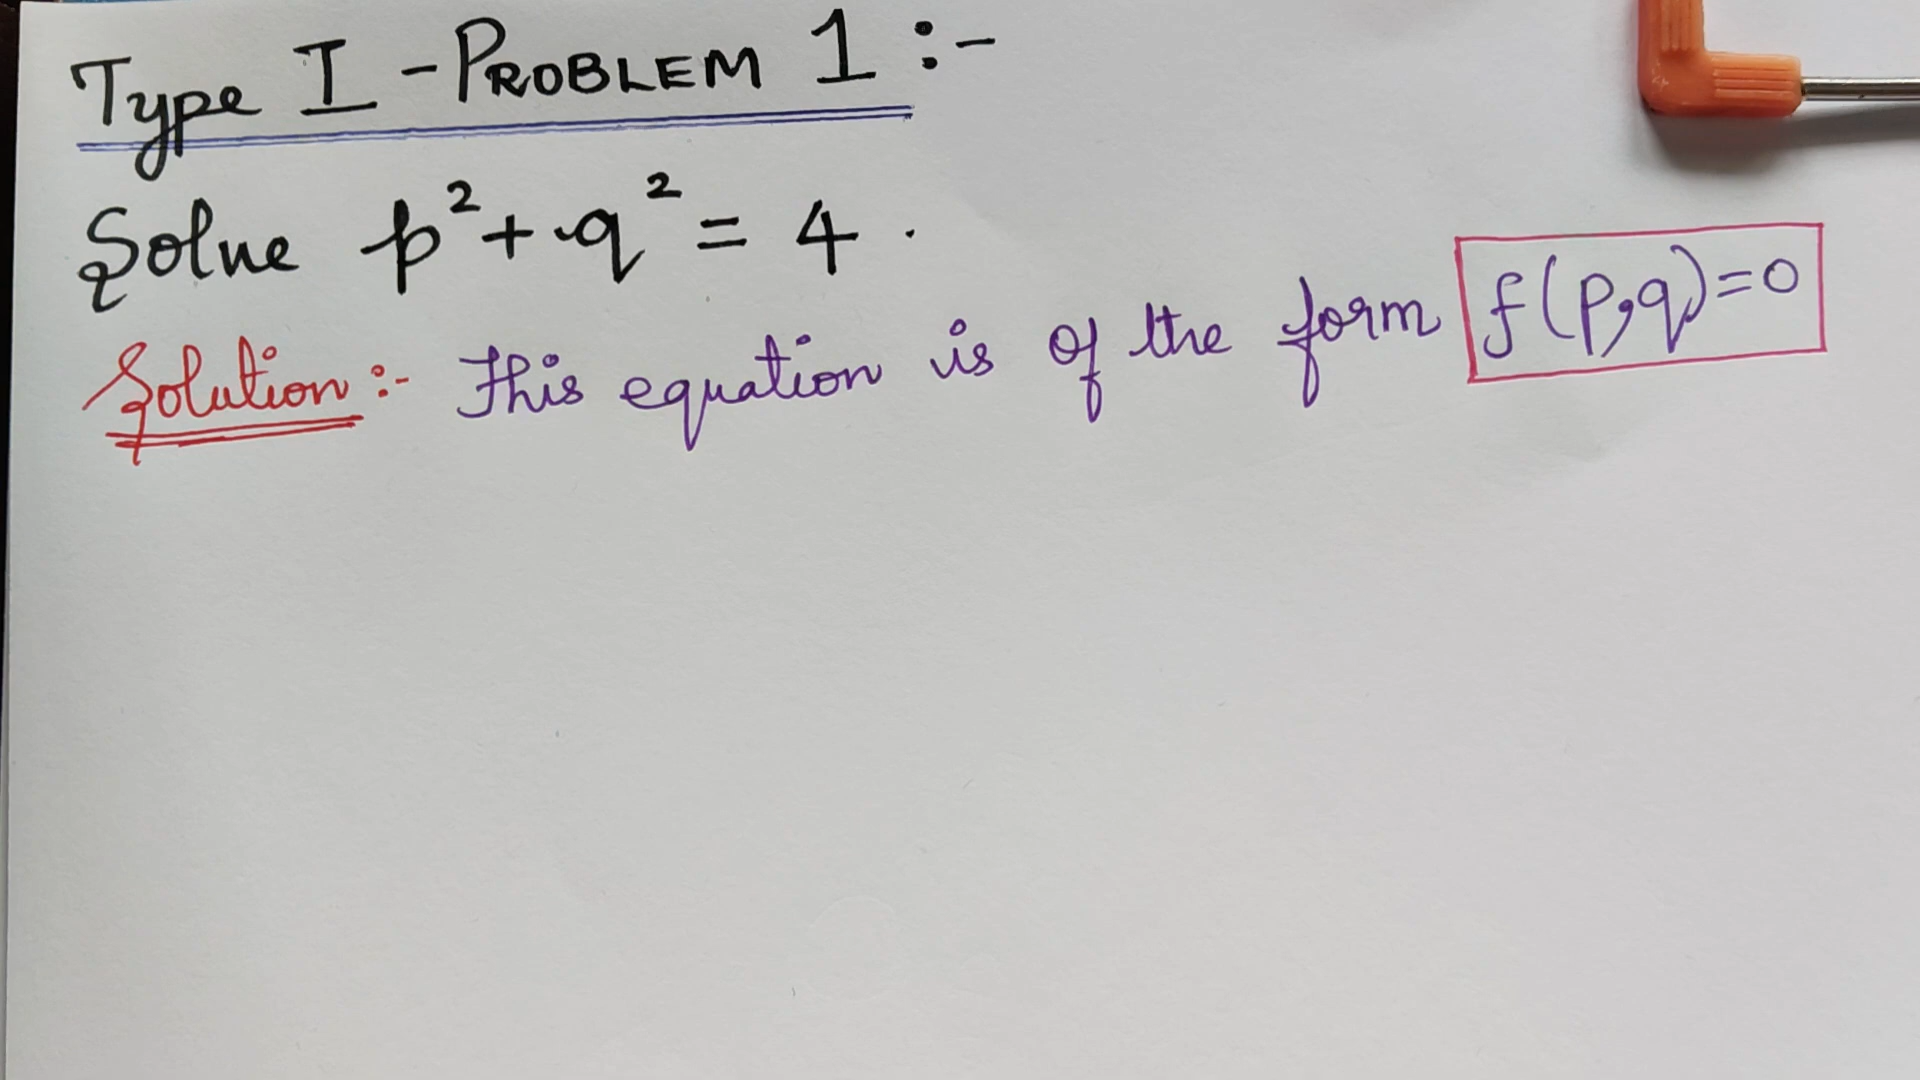 Type I - PROBLEM 1 :-
Solve p² + q² = 4 .
Solution :- This equation is of the form f(p,q)=0